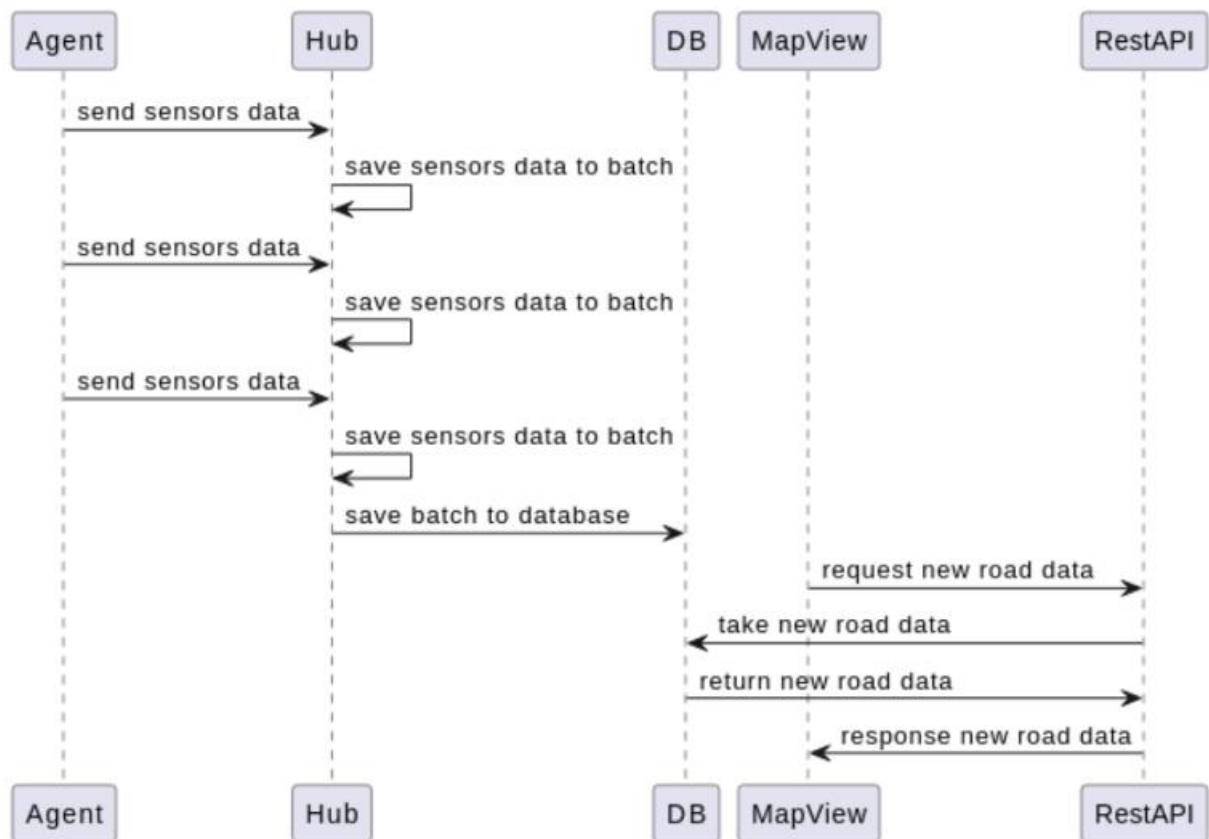 Agent Hub DB MapView RestAPI
send sensors data
save sensors data to batch
send sensors data
save sensors data to batch
send sensors data
save sensors data to batch
save batch to database
request new road data
take new road data
return new road data
response new road data
Agent Hub DB MapView RestAPI